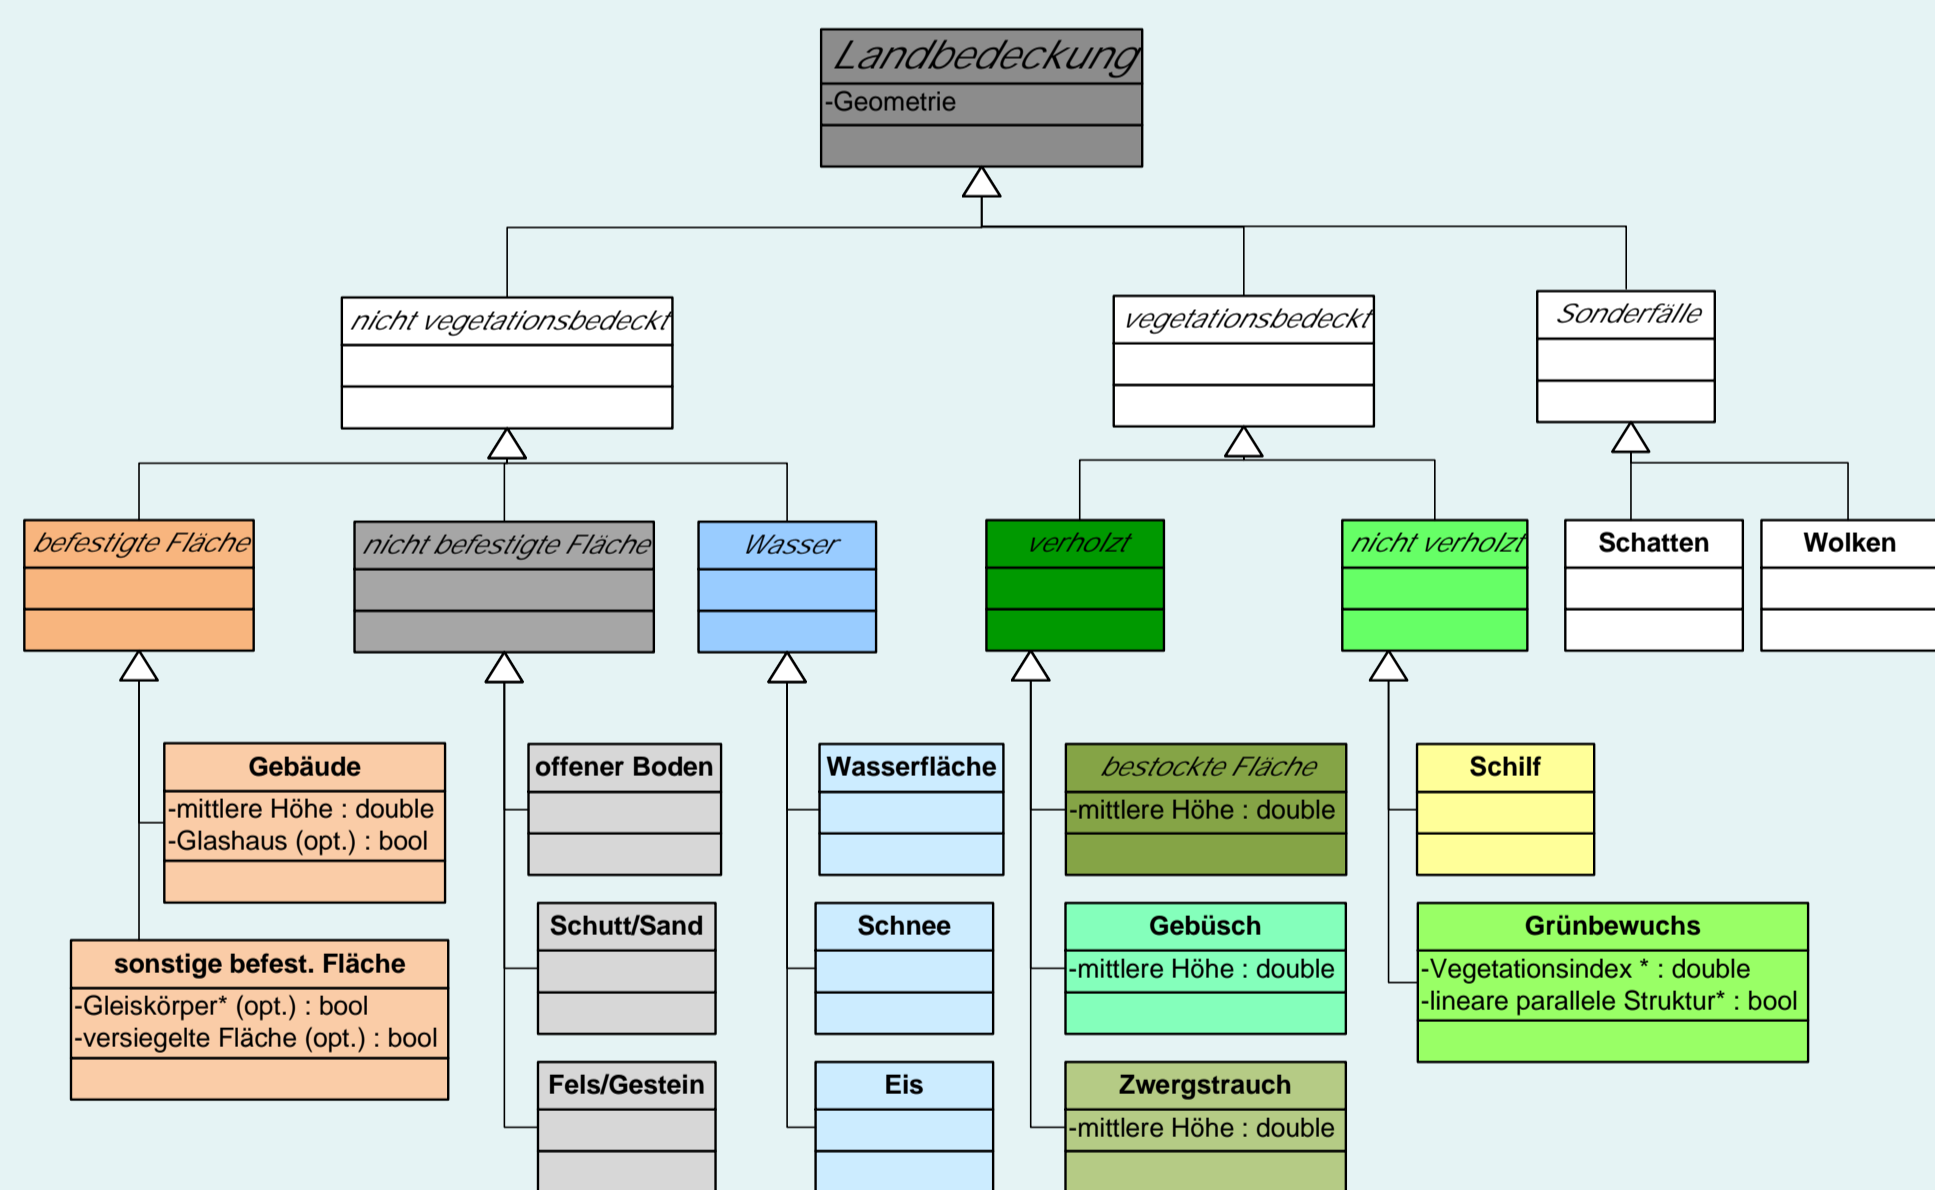 Landbedeckung
-Geometrie
nicht vegetationsbedeckt
vegetationsbedeckt
Sonderfälle
befestigte Fläche
nicht befestigte Fläche
Wasser
verholzt
nicht verholzt
Schatten
Wolken
Gebäude
-mittlere Höhe : double
-Glashaus (opt.) : bool
offener Boden
Wasserfläche
bestockte Fläche
-mittlere Höhe : double
Schilf
sonstige befest. Fläche
-Gleiskörper* (opt.) : bool
-versiegelte Fläche (opt.) : bool
Schutt/Sand
Schnee
Gebüsch
-mittlere Höhe : double
Grünbewuchs
-Vegetationsindex * : double
-lineare parallele Struktur* : bool
Fels/Gestein
Eis
Zwergstrauch
-mittlere Höhe : double